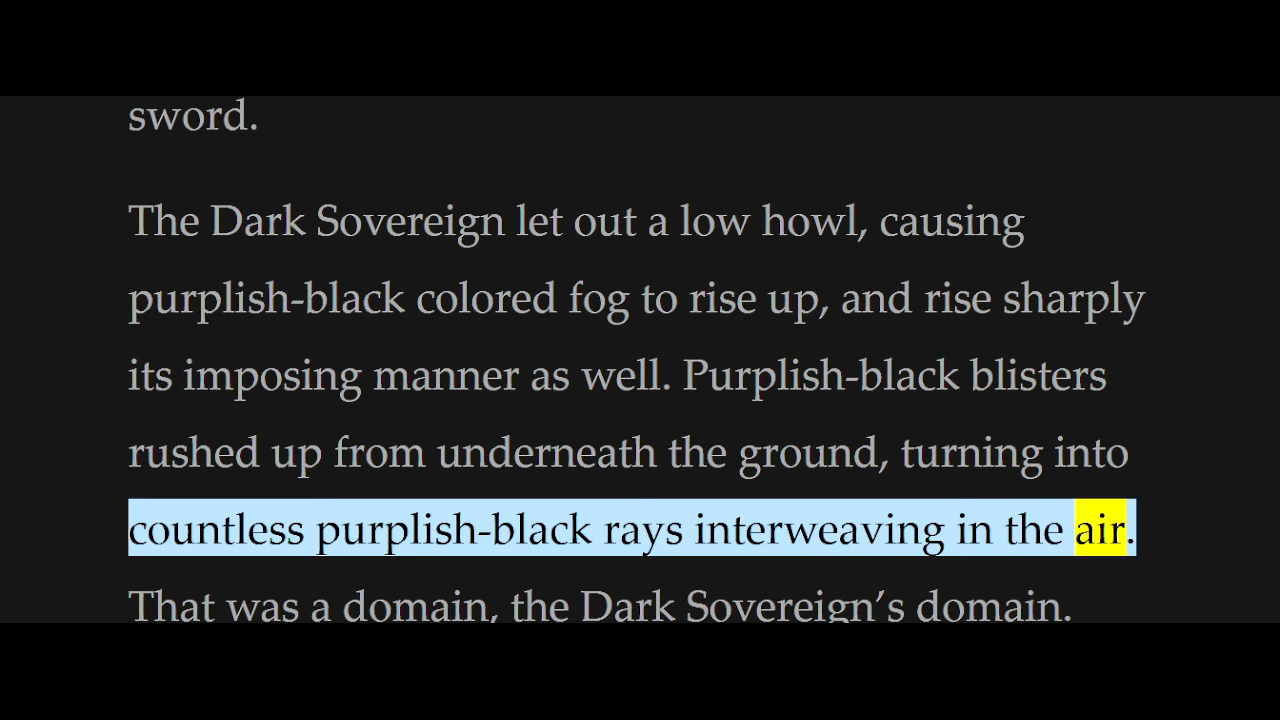 sword.
The Dark Sovereign let out a low howl, causing
purplish-black colored fog to rise up, and rise sharply
its imposing manner as well. Purplish-black blisters
rushed up from underneath the ground, turning into
countless purplish-black rays interweaving in the air.
That was a domain, the Dark Sovereign’s domain.